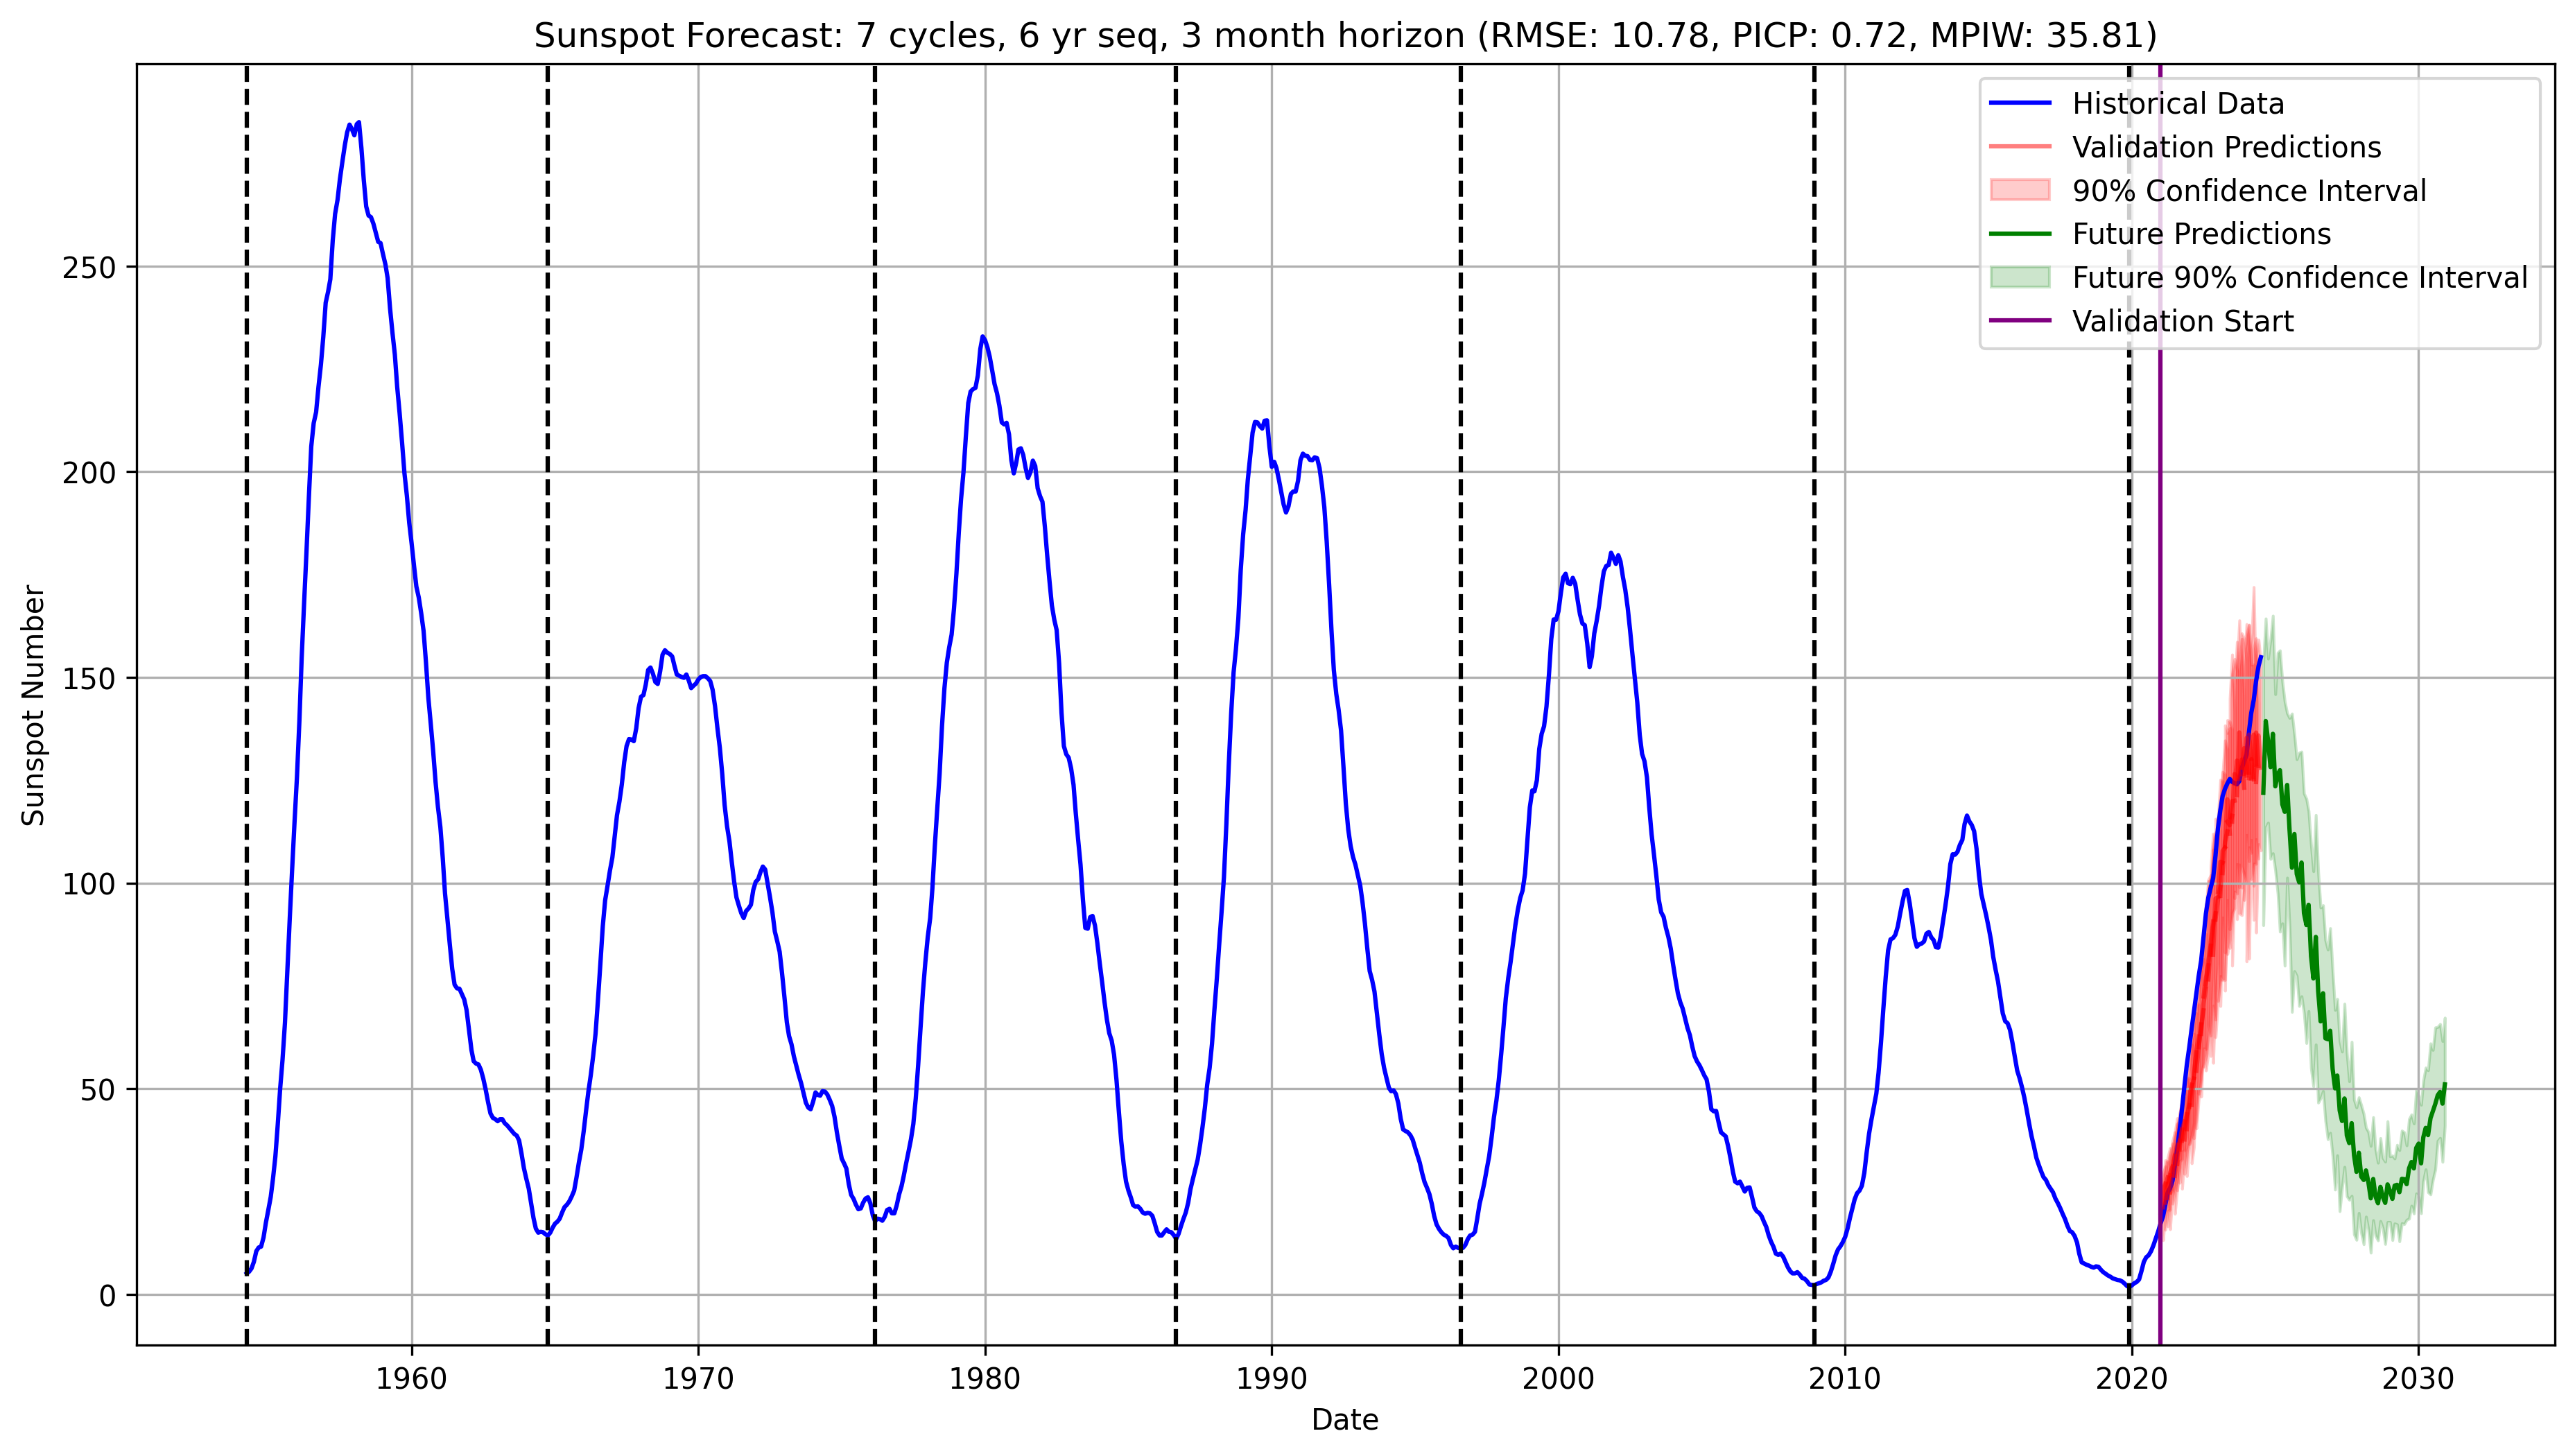 Sunspot Forecast: 7 cycles, 6 yr seq, 3 month horizon (RMSE: 10.78, PICP: 0.72, MPIW: 35.81)
Historical Data
Validation Predictions
90% Confidence Interval
Future Predictions
Future 90% Confidence Interval
Validation Start
Sunspot Number
250
200
150
100
50
0
1960 1970 1980 1990 2000 2010 2020 2030
Date